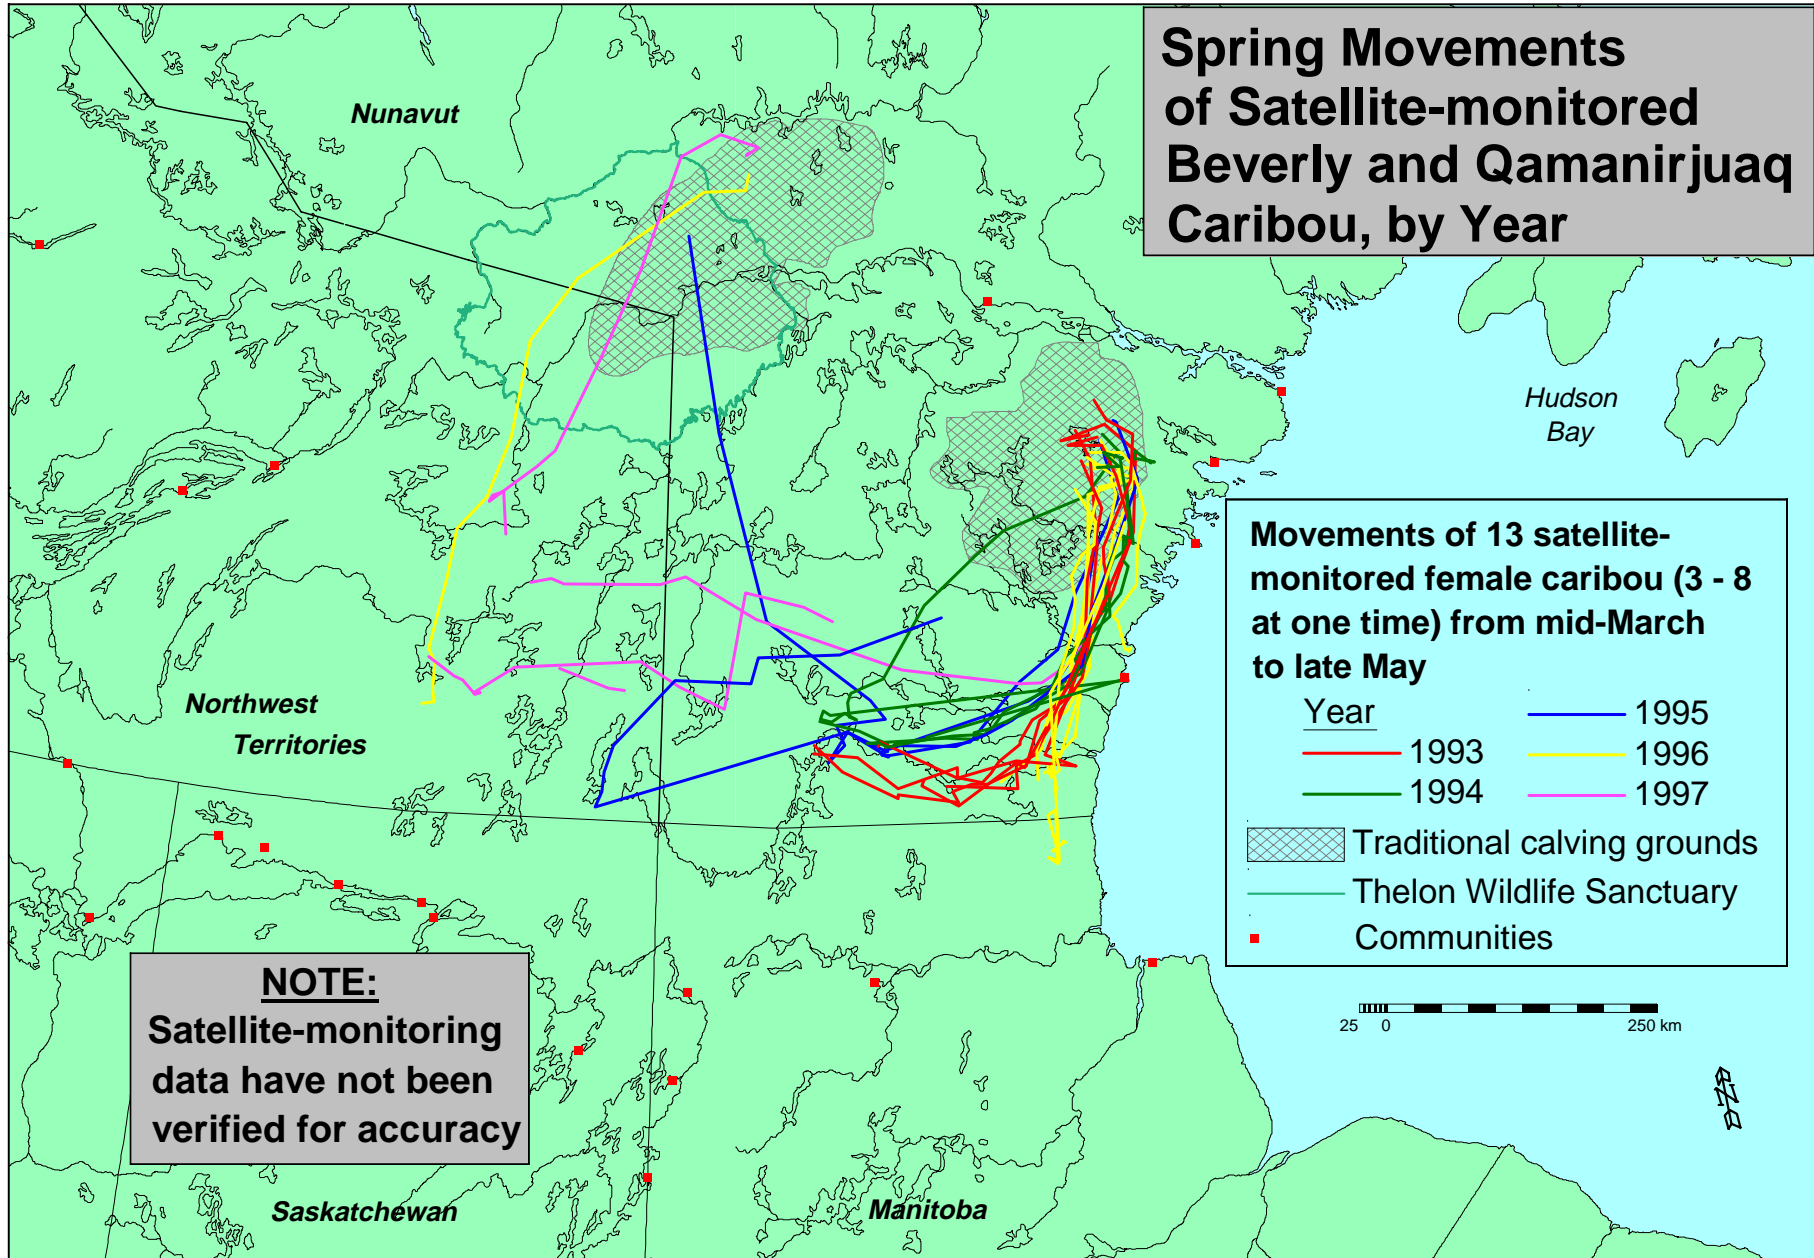 Spring Movements
of Satellite-monitored
Beverly and Qamanirjuaq
Caribou, by Year
Nunavut
Hudson
Bay
Movements of 13 satellite-
monitored female caribou (3 - 8
at one time) from mid-March
to late May
Year
1993
1994
1995
1996
1997
Traditional calving grounds
Thelon Wildlife Sanctuary
Communities
Northwest
Territories
NOTE:
Satellite-monitoring
data have not been
verified for accuracy
25 0 250 km
Saskatchewan
Manitoba